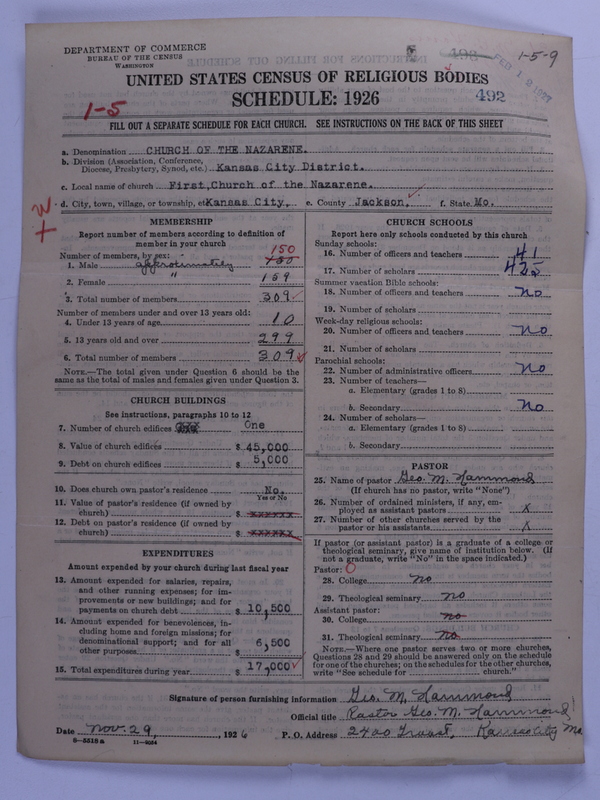 DEPARTMENT OF COMMERCE
BUREAU OF THE CENSUS
WASHINGTON
1-5-9
FEB 1927
UNITED STATES CENSUS OF RELIGIOUS BODIES
SCHEDULE: 1926
492
1-5
FILL OUT A SEPARATE SCHEDULE FOR EACH CHURCH. SEE INSTRUCTIONS ON THE BACK OF THIS SHEET
a. Denomination CHURCH OF THE NAZARENE.
b. Division (Association, Conference, Diocese, Presbytery, Synod, etc.) Kansas City District.
c. Local name of church First, Church of the Nazarene.
d. City, town, village, or township, etc Kansas City, e. County Jackson, f. State Mo.
MEMBERSHIP
Report number of members according to definition of
member in your church
Number of members, by sex: 150
1. Male approximately
2. Female " 159
3. Total number of members 309
Number of members under and over 13 years old:
4. Under 13 years of age 10
5. 13 years old and over 299
6. Total number of members 309
NOTE.—The total given under Question 6 should be
same as the total of males and females given under Question 3.
CHURCH BUILDINGS
See instructions, paragraphs 10 to 12
7. Number of church edifices One
8. Value of church edifices $ 45,000
9. Debt on church edifices $ 5,000
10. Does church own pastor's residence No.
Yes or No
11. Value of pastor's residence (if owned by
church) $ xxxxxx
12. Debt on pastor's residence (if owned by
church) $ xxxxxx
EXPENDITURES
Amount expended by your church during last fiscal year
13. Amount expended for salaries, repairs,
and other running expenses; for im-
provements or new buildings; and for
payments on church debt $ 10,500
14. Amount expended for benevolences, in-
cluding home and foreign missions; for
denominational support; and for all
other purposes $ 6,500
15. Total expenditures during year $ 17,000
CHURCH SCHOOLS
Report here only schools conducted by this church
Sunday schools:
16. Number of officers and teachers 41
17. Number of scholars 425
Summer vacation Bible schools:
18. Number of officers and teachers no
19. Number of scholars
Week-day religious schools:
20. Number of officers and teachers no
21. Number of scholars
Parochial schools:
22. Number of administrative officers no
23. Number of teachers—
a. Elementary (grades 1 to 8)
b. Secondary no
24. Number of scholars—
a. Elementary (grades 1 to 8)
b. Secondary
PASTOR
25. Name of pastor Geo. M. Hammond
(If church has no pastor, write "None")
26. Number of ordained ministers, if any, em-
ployed as assistant pastors x
27. Number of other churches served by the
pastor or his assistants x
If pastor (or assistant pastor) is a graduate of a college or
theological seminary, give name of institution below. (If
not a graduate, write "No" in the space indicated.)
Pastor: O
28. College no
29. Theological seminary no
Assistant pastor:
30. College no
31. Theological seminary no
NOTE.—Where one pastor serves two or more churches,
Questions 28 and 29 should be answered only on the schedule
for one of the churches; on the schedules for the other churches,
write "See schedule for church."
Signature of person furnishing information Geo. M. Hammond
Official title Pastor Geo. M. Hammond
Date Nov. 29, 1926 P. O. Address 2400 Troost, Kansas City Mo
8—5518a 11—9064